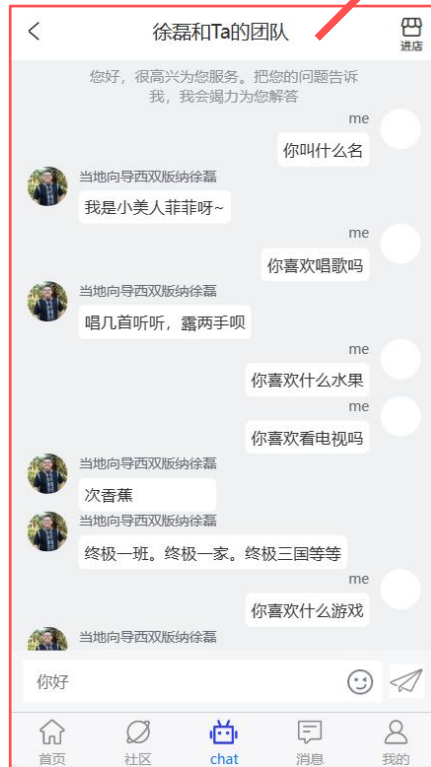 徐磊和Ta的团队
进店
您好，很高兴为您服务。把您的问题告诉
我，我会竭力为您解答
me
你叫什么名
当地向导西双版纳徐磊
我是小美人菲菲呀~
me
你喜欢唱歌吗
当地向导西双版纳徐磊
唱几首听听，露两手呗
me
你喜欢什么水果
me
你喜欢看电视吗
当地向导西双版纳徐磊
次香蕉
当地向导西双版纳徐磊
终极一班。终极一家。终极三国等等
me
你喜欢什么游戏
当地向导西双版纳徐磊
你好
首页 社区 chat 消息 我的